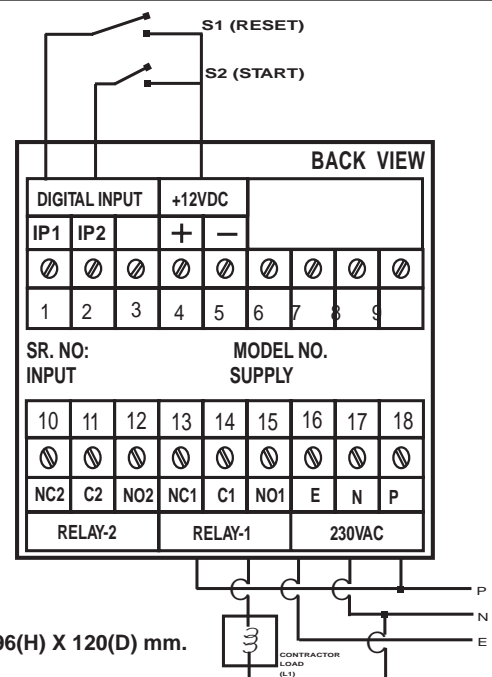 S1 (RESET)
S2 (START)
BACK VIEW
DIGITAL INPUT +12VDC
IP1 IP2 + —
1 2 3 4 5 6 7 8 9
SR. NO: MODEL NO.
INPUT SUPPLY
10 11 12 13 14 15 16 17 18
NC2 C2 NO2 NC1 C1 NO1 E N P
RELAY-2 RELAY-1 230VAC
P
N
E
96(H) X 120(D) mm.
CONTRACTOR
LOAD
(L1)